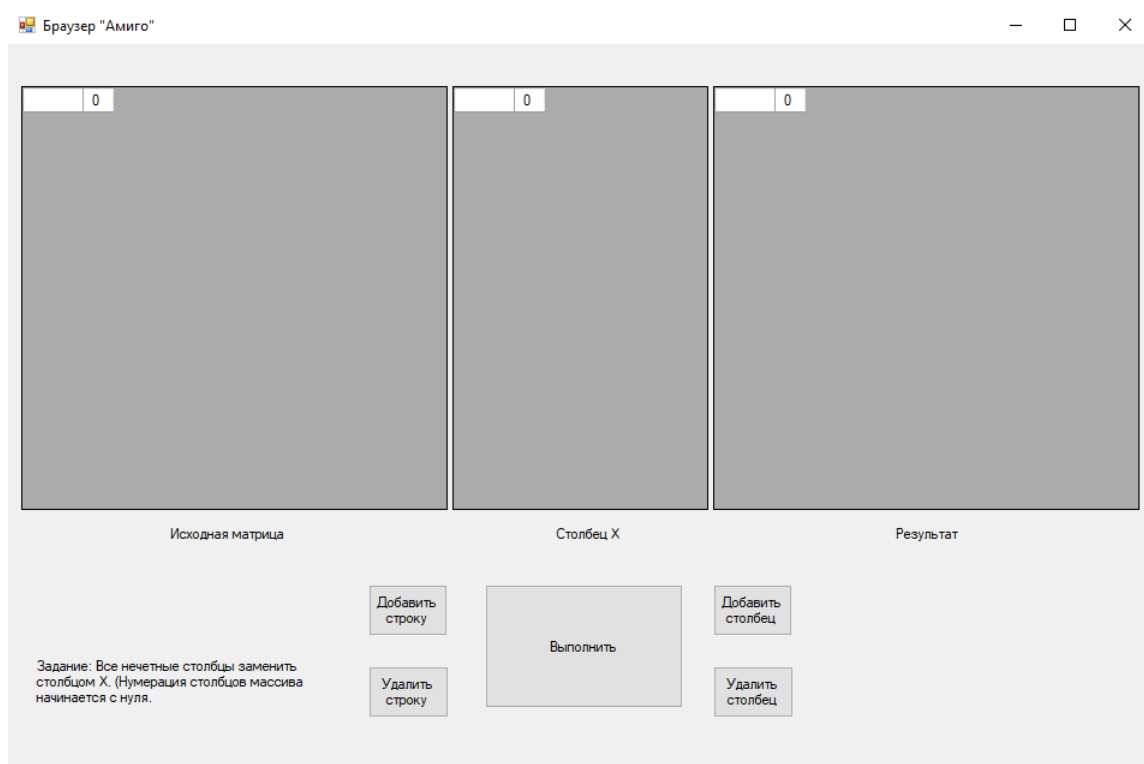 Браузер "Амиго"
0
0
0
Исходная матрица
Столбец X
Результат
Добавить
строку
Выполнить
Добавить
столбец
Задание: Все нечетные столбцы заменить
столбцом X. (Нумерация столбцов массива
начинается с нуля.
Удалить
строку
Удалить
столбец